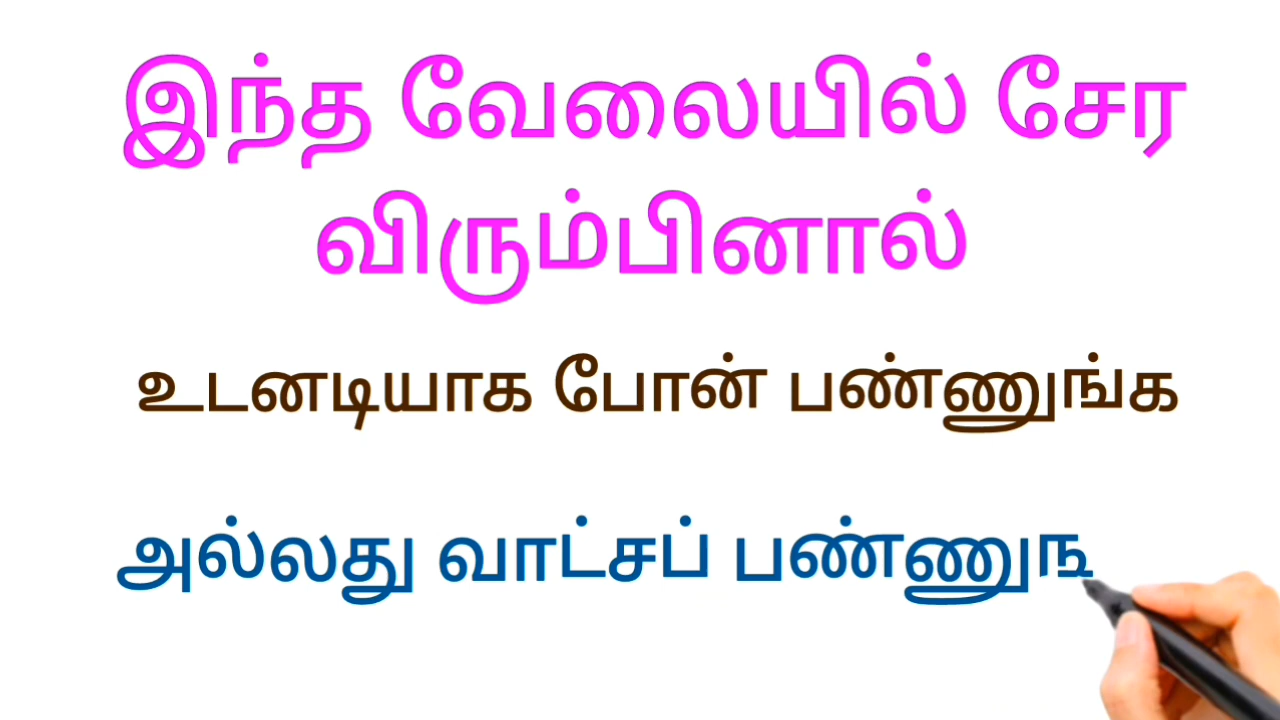 இந்த வேலையில் சேர
விரும்பினால்
உடனடியாக போன் பண்ணுங்க
அல்லது வாட்சப்